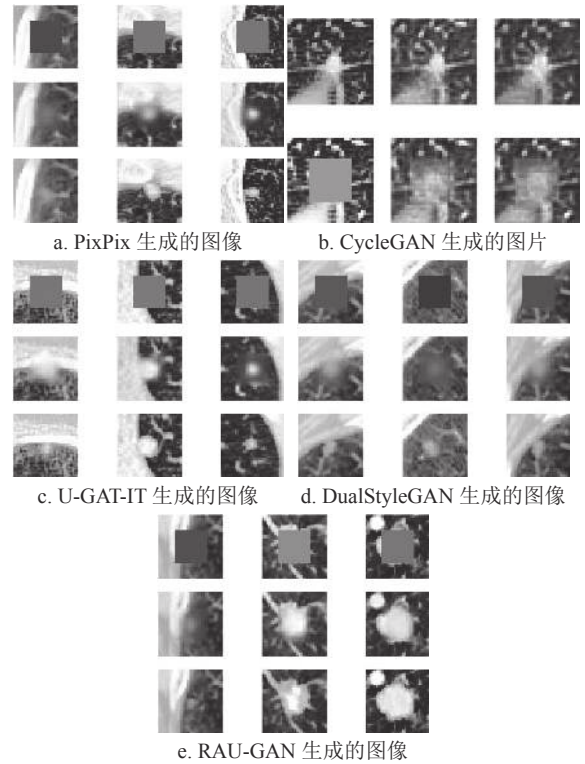 a. PixPix 生成的图像
b. CycleGAN 生成的图片
c. U-GAT-IT 生成的图像
d. DualStyleGAN 生成的图像
e. RAU-GAN 生成的图像